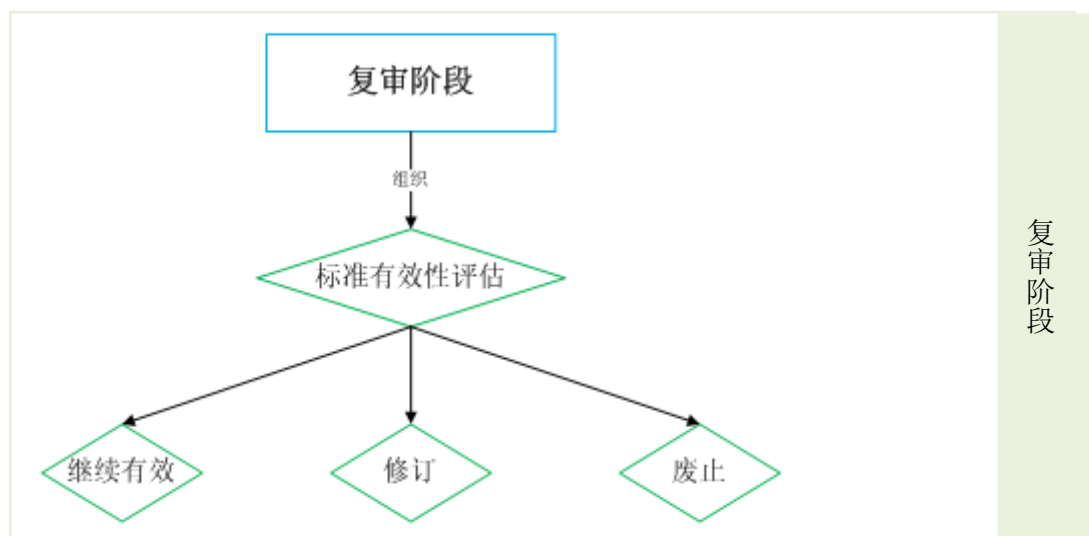 复审阶段
组织
标准有效性评估
继续有效
修订
废止
复审阶段